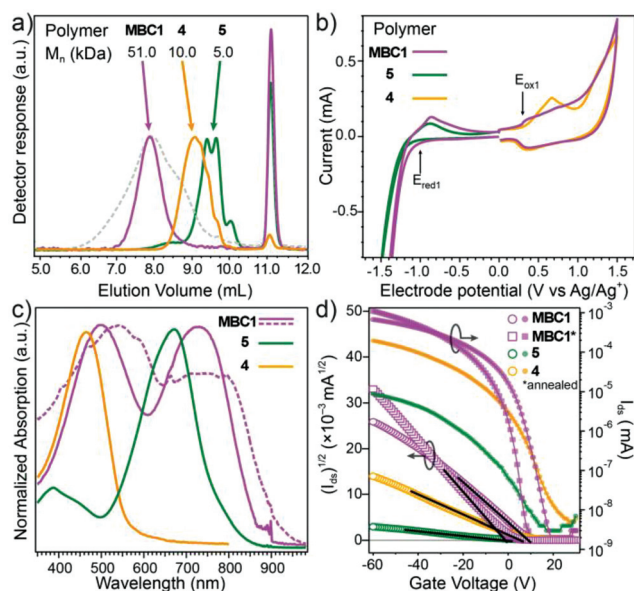 a)
Polymer MBC1 4 5
Mn (kDa) 51.0 10.0 5.0
Detector response (a.u.)
5.0 6.0 7.0 8.0 9.0 10.0 11.0 12.0
Elution Volume (mL)
b)
Polymer
MBC1
5
4
Eox1
Ered1
0.5
0.0
-0.5
Current (mA)
-1.5 -1.0 -0.5 0.0 0.5 1.0 1.5
Electrode potential (V vs Ag/Ag+)
c)
MBC1
5
4
Normalized Absorption (a.u.)
400 500 600 700 800 900
Wavelength (nm)
d)
MBC1
MBC1*
5
4
*annealed
50
40
30
20
10
0
(Ids)1/2 (×10-3 mA1/2)
10-3
10-4
10-5
10-6
10-7
10-8
10-9
Ids (mA)
-60 -40 -20 0 20
Gate Voltage (V)